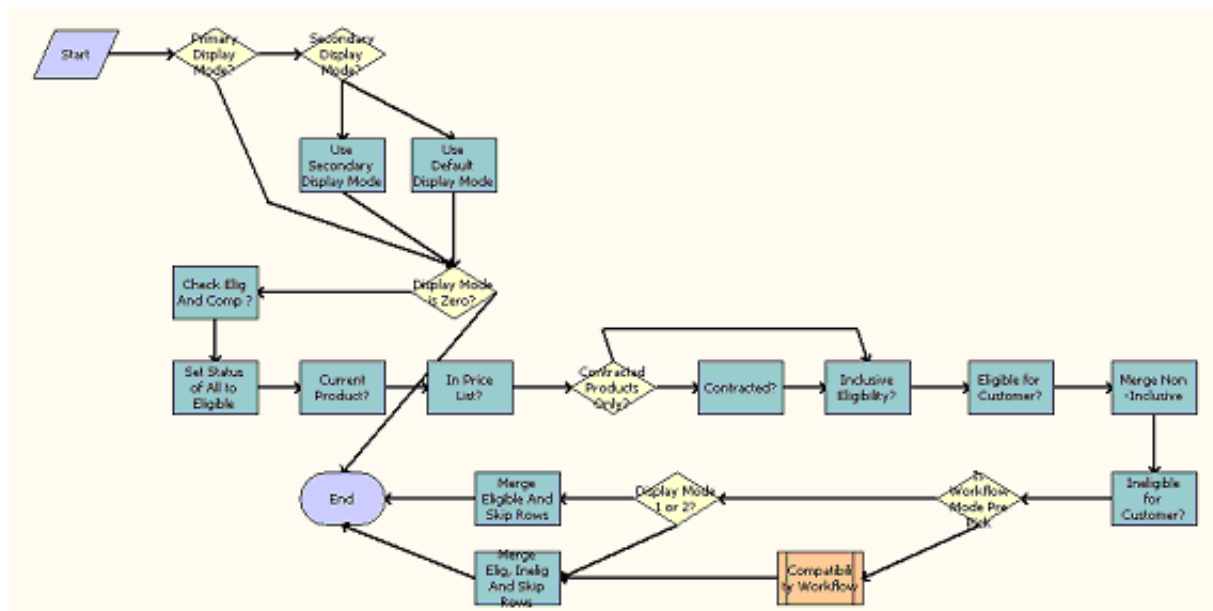 Start
Primary
Display
Mode?
Secondary
Display
Mode?
Use
Secondary
Display Mode
Use
Default
Display Mode
Check Elig
And Comp ?
Display Mode
is Zero?
Set Status
of All to
Eligible
Current
Product?
In Price
List?
Contracted
Products
Only?
Contracted?
Inclusive
Eligibility?
Eligible for
Customer?
Merge Non
-Inclusive
End
Merge
Eligible And
Skip Rows
Display Mode
1 or 2?
Workflow
Mode Pre
Pick
Ineligible
for
Customer?
Merge
Elig, Inelig
And Skip
Rows
Compatibili
ty Workflow